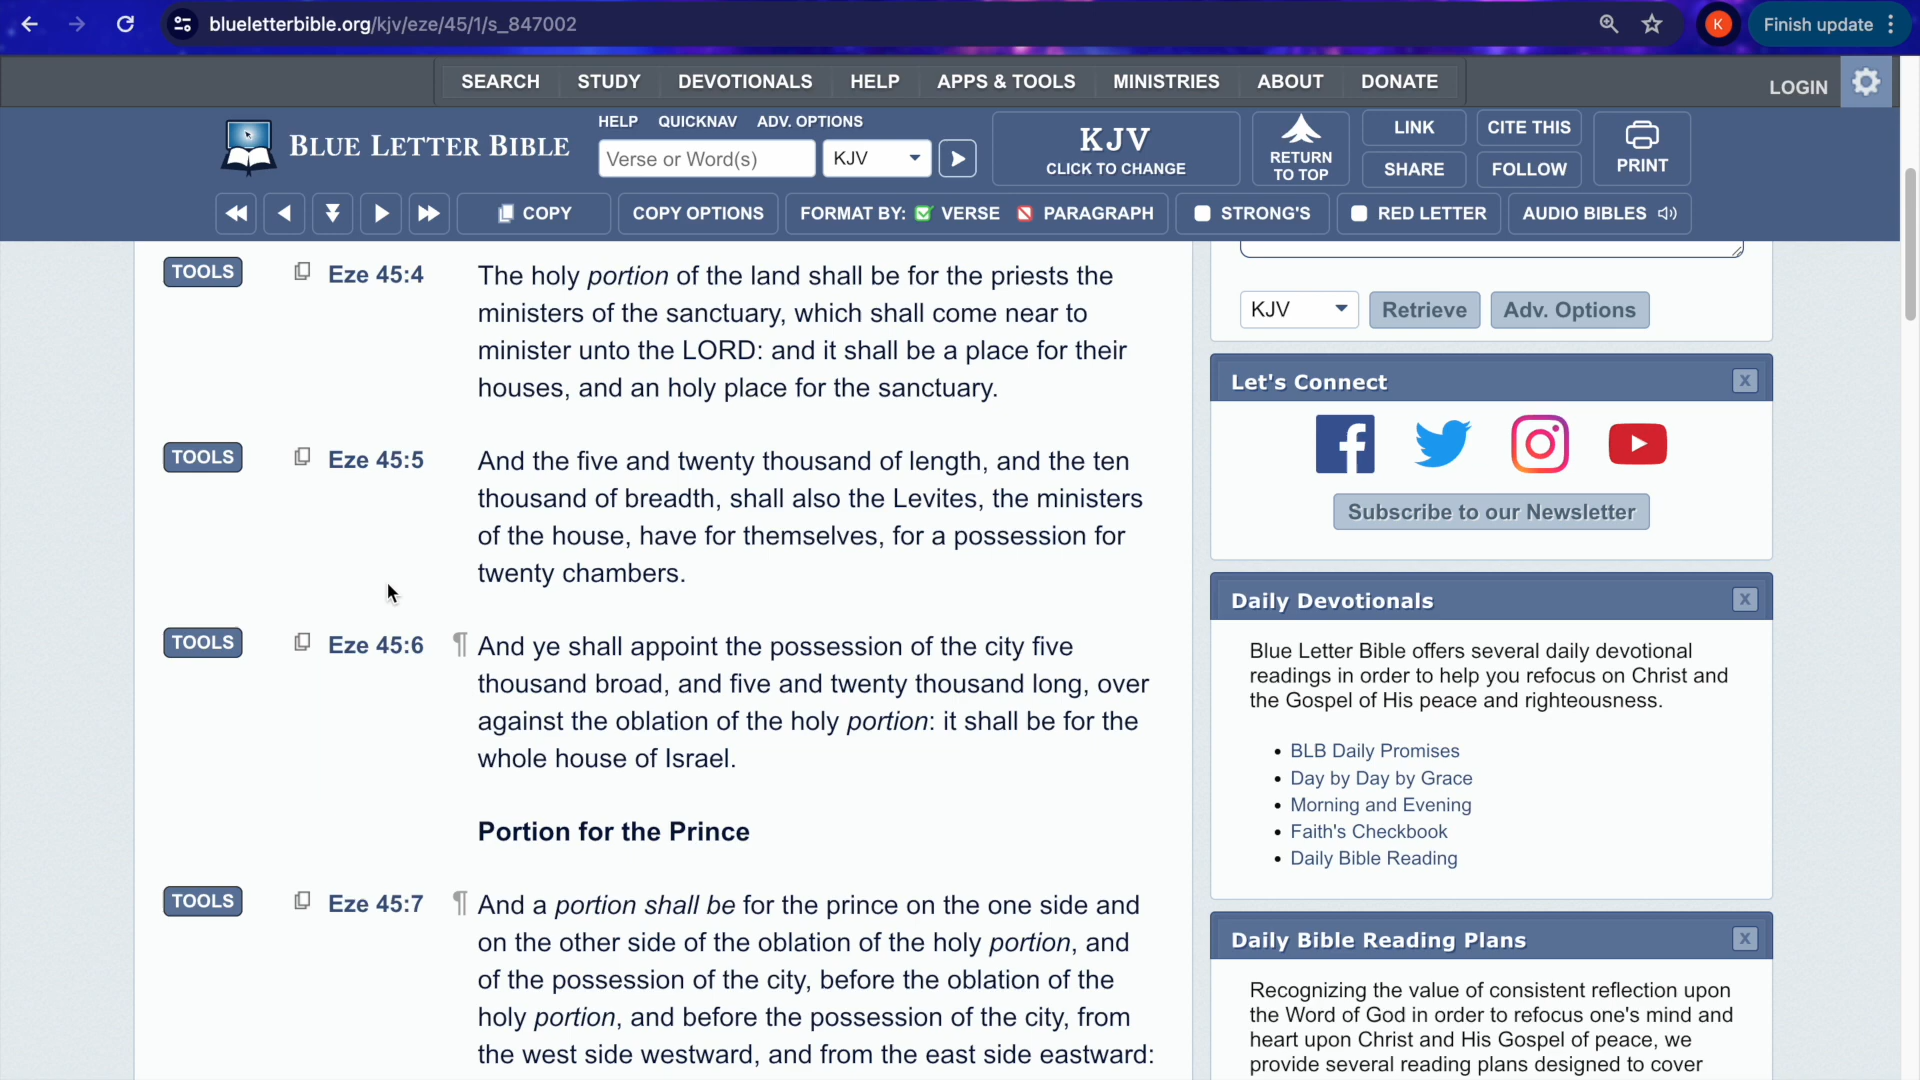 blueletterbible.org/kjv/eze/45/1/s_847002
K
Finish update
SEARCH STUDY DEVOTIONALS HELP APPS & TOOLS MINISTRIES ABOUT DONATE
LOGIN
BLUE LETTER BIBLE
HELP QUICKNAV ADV. OPTIONS
Verse or Word(s)
KJV
KJV
CLICK TO CHANGE
RETURN
TO TOP
LINK
CITE THIS
SHARE
FOLLOW
PRINT
COPY
COPY OPTIONS
FORMAT BY: VERSE PARAGRAPH
STRONG'S
RED LETTER
AUDIO BIBLES
TOOLS
Eze 45:4
The holy portion of the land shall be for the priests the
ministers of the sanctuary, which shall come near to
minister unto the LORD: and it shall be a place for their
houses, and an holy place for the sanctuary.
TOOLS
Eze 45:5
And the five and twenty thousand of length, and the ten
thousand of breadth, shall also the Levites, the ministers
of the house, have for themselves, for a possession for
twenty chambers.
TOOLS
Eze 45:6
¶ And ye shall appoint the possession of the city five
thousand broad, and five and twenty thousand long, over
against the oblation of the holy portion: it shall be for the
whole house of Israel.
Portion for the Prince
TOOLS
Eze 45:7
¶ And a portion shall be for the prince on the one side and
on the other side of the oblation of the holy portion, and
of the possession of the city, before the oblation of the
holy portion, and before the possession of the city, from
the west side westward, and from the east side eastward:
KJV
Retrieve
Adv. Options
Let's Connect
X
Subscribe to our Newsletter
Daily Devotionals
X
Blue Letter Bible offers several daily devotional
readings in order to help you refocus on Christ and
the Gospel of His peace and righteousness.
• BLB Daily Promises
• Day by Day by Grace
• Morning and Evening
• Faith's Checkbook
• Daily Bible Reading
Daily Bible Reading Plans
X
Recognizing the value of consistent reflection upon
the Word of God in order to refocus one's mind and
heart upon Christ and His Gospel of peace, we
provide several reading plans designed to cover